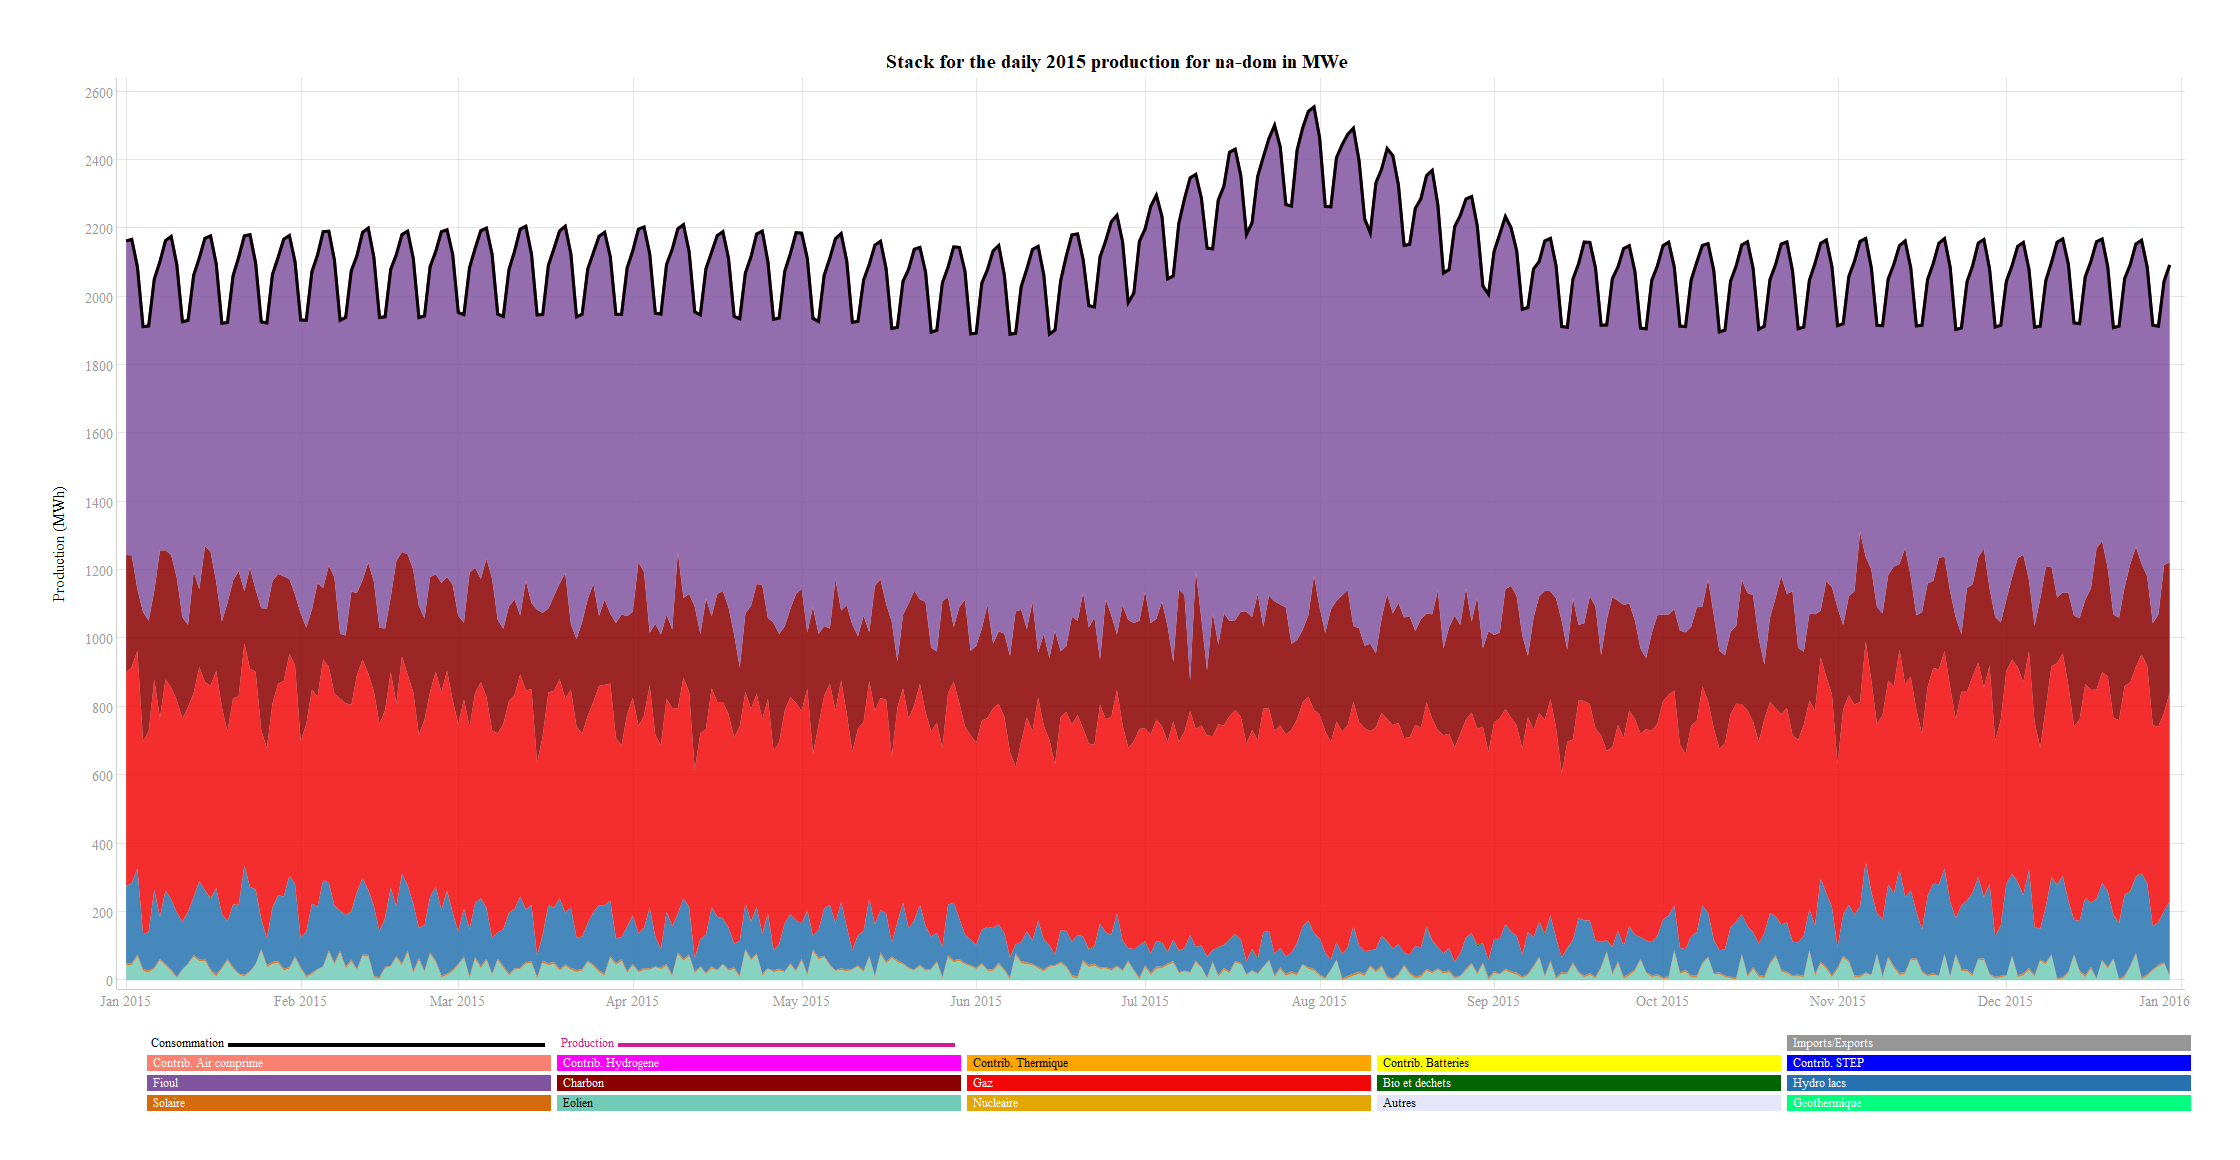 Stack for the daily 2015 production for na-dom in MWe
Production (MWh)
2600
2400
2200
2000
1800
1600
1400
1200
1000
800
600
400
200
0
Jan 2015 Feb 2015 Mar 2015 Apr 2015 May 2015 Jun 2015 Jul 2015 Aug 2015 Sep 2015 Oct 2015 Nov 2015 Dec 2015 Jan 2016
Consommation Production Imports/Exports
Contrib. Air comprime Contrib. Hydrogene Contrib. Thermique Contrib. Batteries Contrib. STEP
Fioul Charbon Gaz Bio et dechets Hydro lacs
Solaire Eolien Nucleaire Autres Geothermique